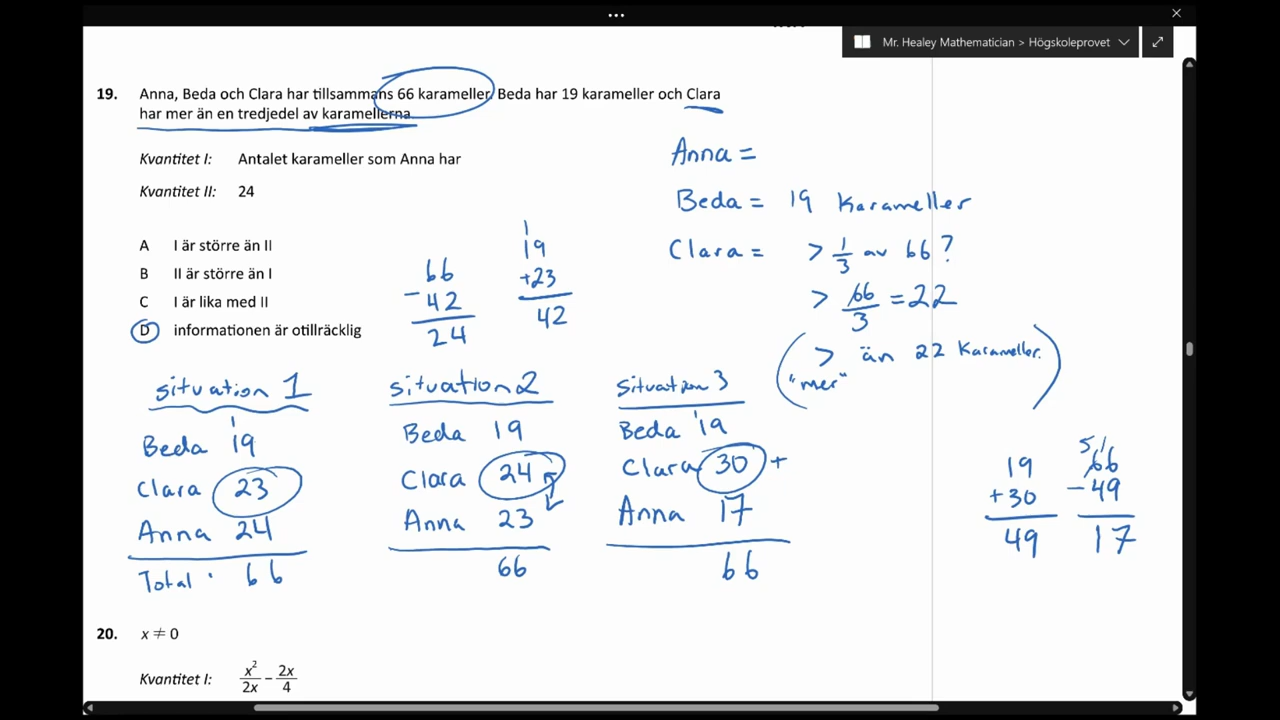 Mr. Healey Mathematician > Högskoleprovet
19. Anna, Beda och Clara har tillsammans 66 karameller. Beda har 19 karameller och Clara
har mer än en tredjedel av karamellerna.
Kvantitet I: Antalet karameller som Anna har
Kvantitet II: 24
A I är större än II
B II är större än I
C I är lika med II
D informationen är otillräcklig
66
- 42
24
1
19
+23
42
Anna =
Beda = 19 Karameller
Clara = > 1/3 av 66 ?
> 66/3 = 22
( > än 22 Karameller.
"mer" )
situation 1
1
Beda 19
Clara 23
Anna 24
Total: 66
situation 2
Beda 19
Clara 24
Anna 23
66
situation 3
Beda 19
Clara 30 +
Anna 17
66
19
+30
49
5 1
66
- 49
17
20. x ≠ 0
Kvantitet I: x²/2x − 2x/4